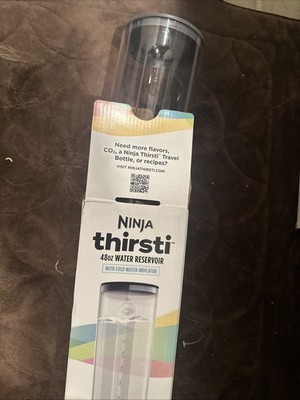 Need more flavors,
CO₂, a Ninja Thirsti™ Travel
Bottle, or recipes?
VISIT NINJATHIRSTI.COM
NINJA
thirsti™
48oz WATER RESERVOIR
WITH COLD WATER INDICATOR